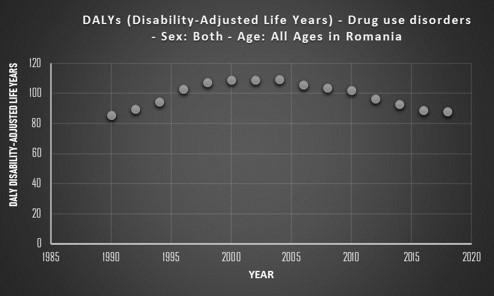 DALYs (Disability-Adjusted Life Years) - Drug use disorders
- Sex: Both - Age: All Ages in Romania
DALY DISABILITY-ADJUSTED LIFE YEARS
120
100
80
60
40
20
0
1985 1990 1995 2000 2005 2010 2015 2020
YEAR